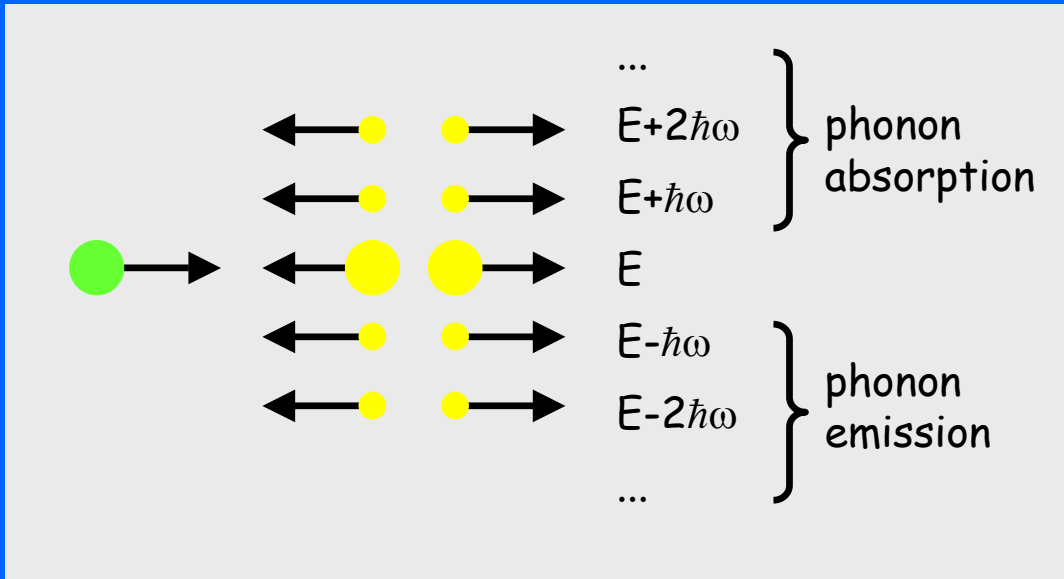 ...
E+2ħω
E+ħω
E
E-ħω
E-2ħω
...
phonon
absorption
phonon
emission